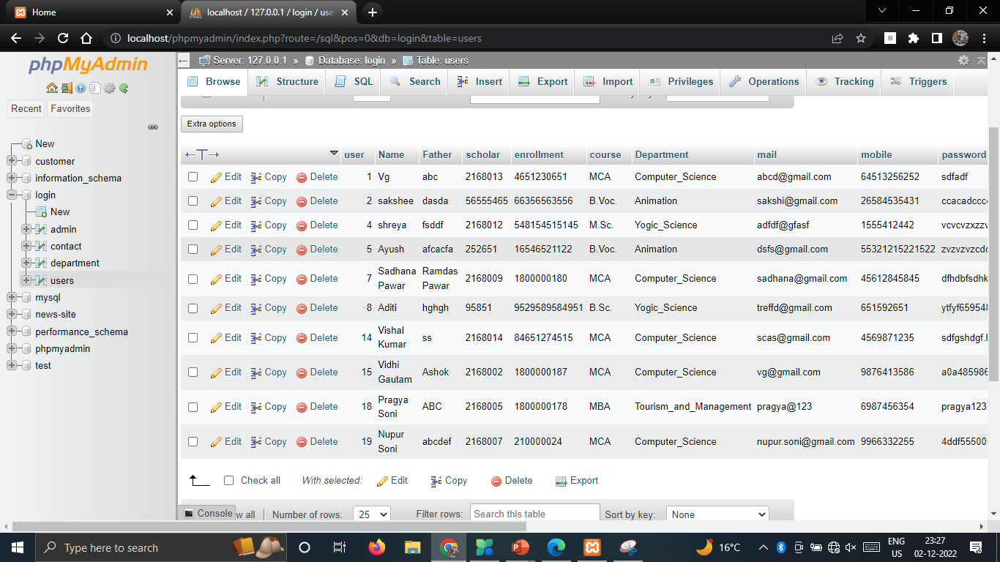 Home
localhost / 127.0.0.1 / login / use
localhost/phpmyadmin/index.php?route=/sql&pos=0&db=login&table=users
phpMyAdmin
Recent Favorites
New
customer
information_schema
login
New
admin
contact
department
users
mysql
news-site
performance_schema
phpmyadmin
test
Server: 127.0.0.1 » Database: login » Table: users
Browse Structure SQL Search Insert Export Import Privileges Operations Tracking Triggers
Extra options
user Name Father scholar enrollment course Department mail mobile password
Edit Copy Delete 1 Vg abc 2168013 4651230651 MCA Computer_Science abcd@gmail.com 64513256252 sdfadf
Edit Copy Delete 2 sakshee dasda 56555465 66356563556 B.Voc. Animation sakshi@gmail.com 26584535431 ccacadccc
Edit Copy Delete 4 shreya fsddf 2168012 548154515145 M.Sc. Yogic_Science adfdf@gfasf 1555412442 vcvcvzxzzv
Edit Copy Delete 5 Ayush afcacfa 252651 16546521122 B.Voc. Animation dsfs@gmail.com 55321215221522 zvzvzvzcdc
Edit Copy Delete 7 Sadhana Pawar Ramdas Pawar 2168009 1800000180 MCA Computer_Science sadhana@gmail.com 45612845845 dfhdbfsdhk
Edit Copy Delete 8 Aditi hghgh 95851 9529589584951 B.Sc. Yogic_Science treffd@gmail.com 651592651 ytfyf659548
Edit Copy Delete 14 Vishal Kumar ss 2168014 84651274515 MCA Computer_Science scas@gmail.com 4569871235 sdfgshdgf.h
Edit Copy Delete 15 Vidhi Gautam Ashok 2168002 1800000187 MCA Computer_Science vg@gmail.com 9876413586 a0a485986
Edit Copy Delete 18 Pragya Soni ABC 2168005 1800000178 MBA Tourism_and_Management pragya@123 6987456354 pragya123
Edit Copy Delete 19 Nupur Soni abcdef 2168007 210000024 MCA Computer_Science nupur.soni@gmail.com 9966332255 4ddf55500
Check all With selected: Edit Copy Delete Export
Console w all Number of rows: 25 Filter rows: Search this table Sort by key: None
Type here to search
16°C
ENG
US
23:27
02-12-2022